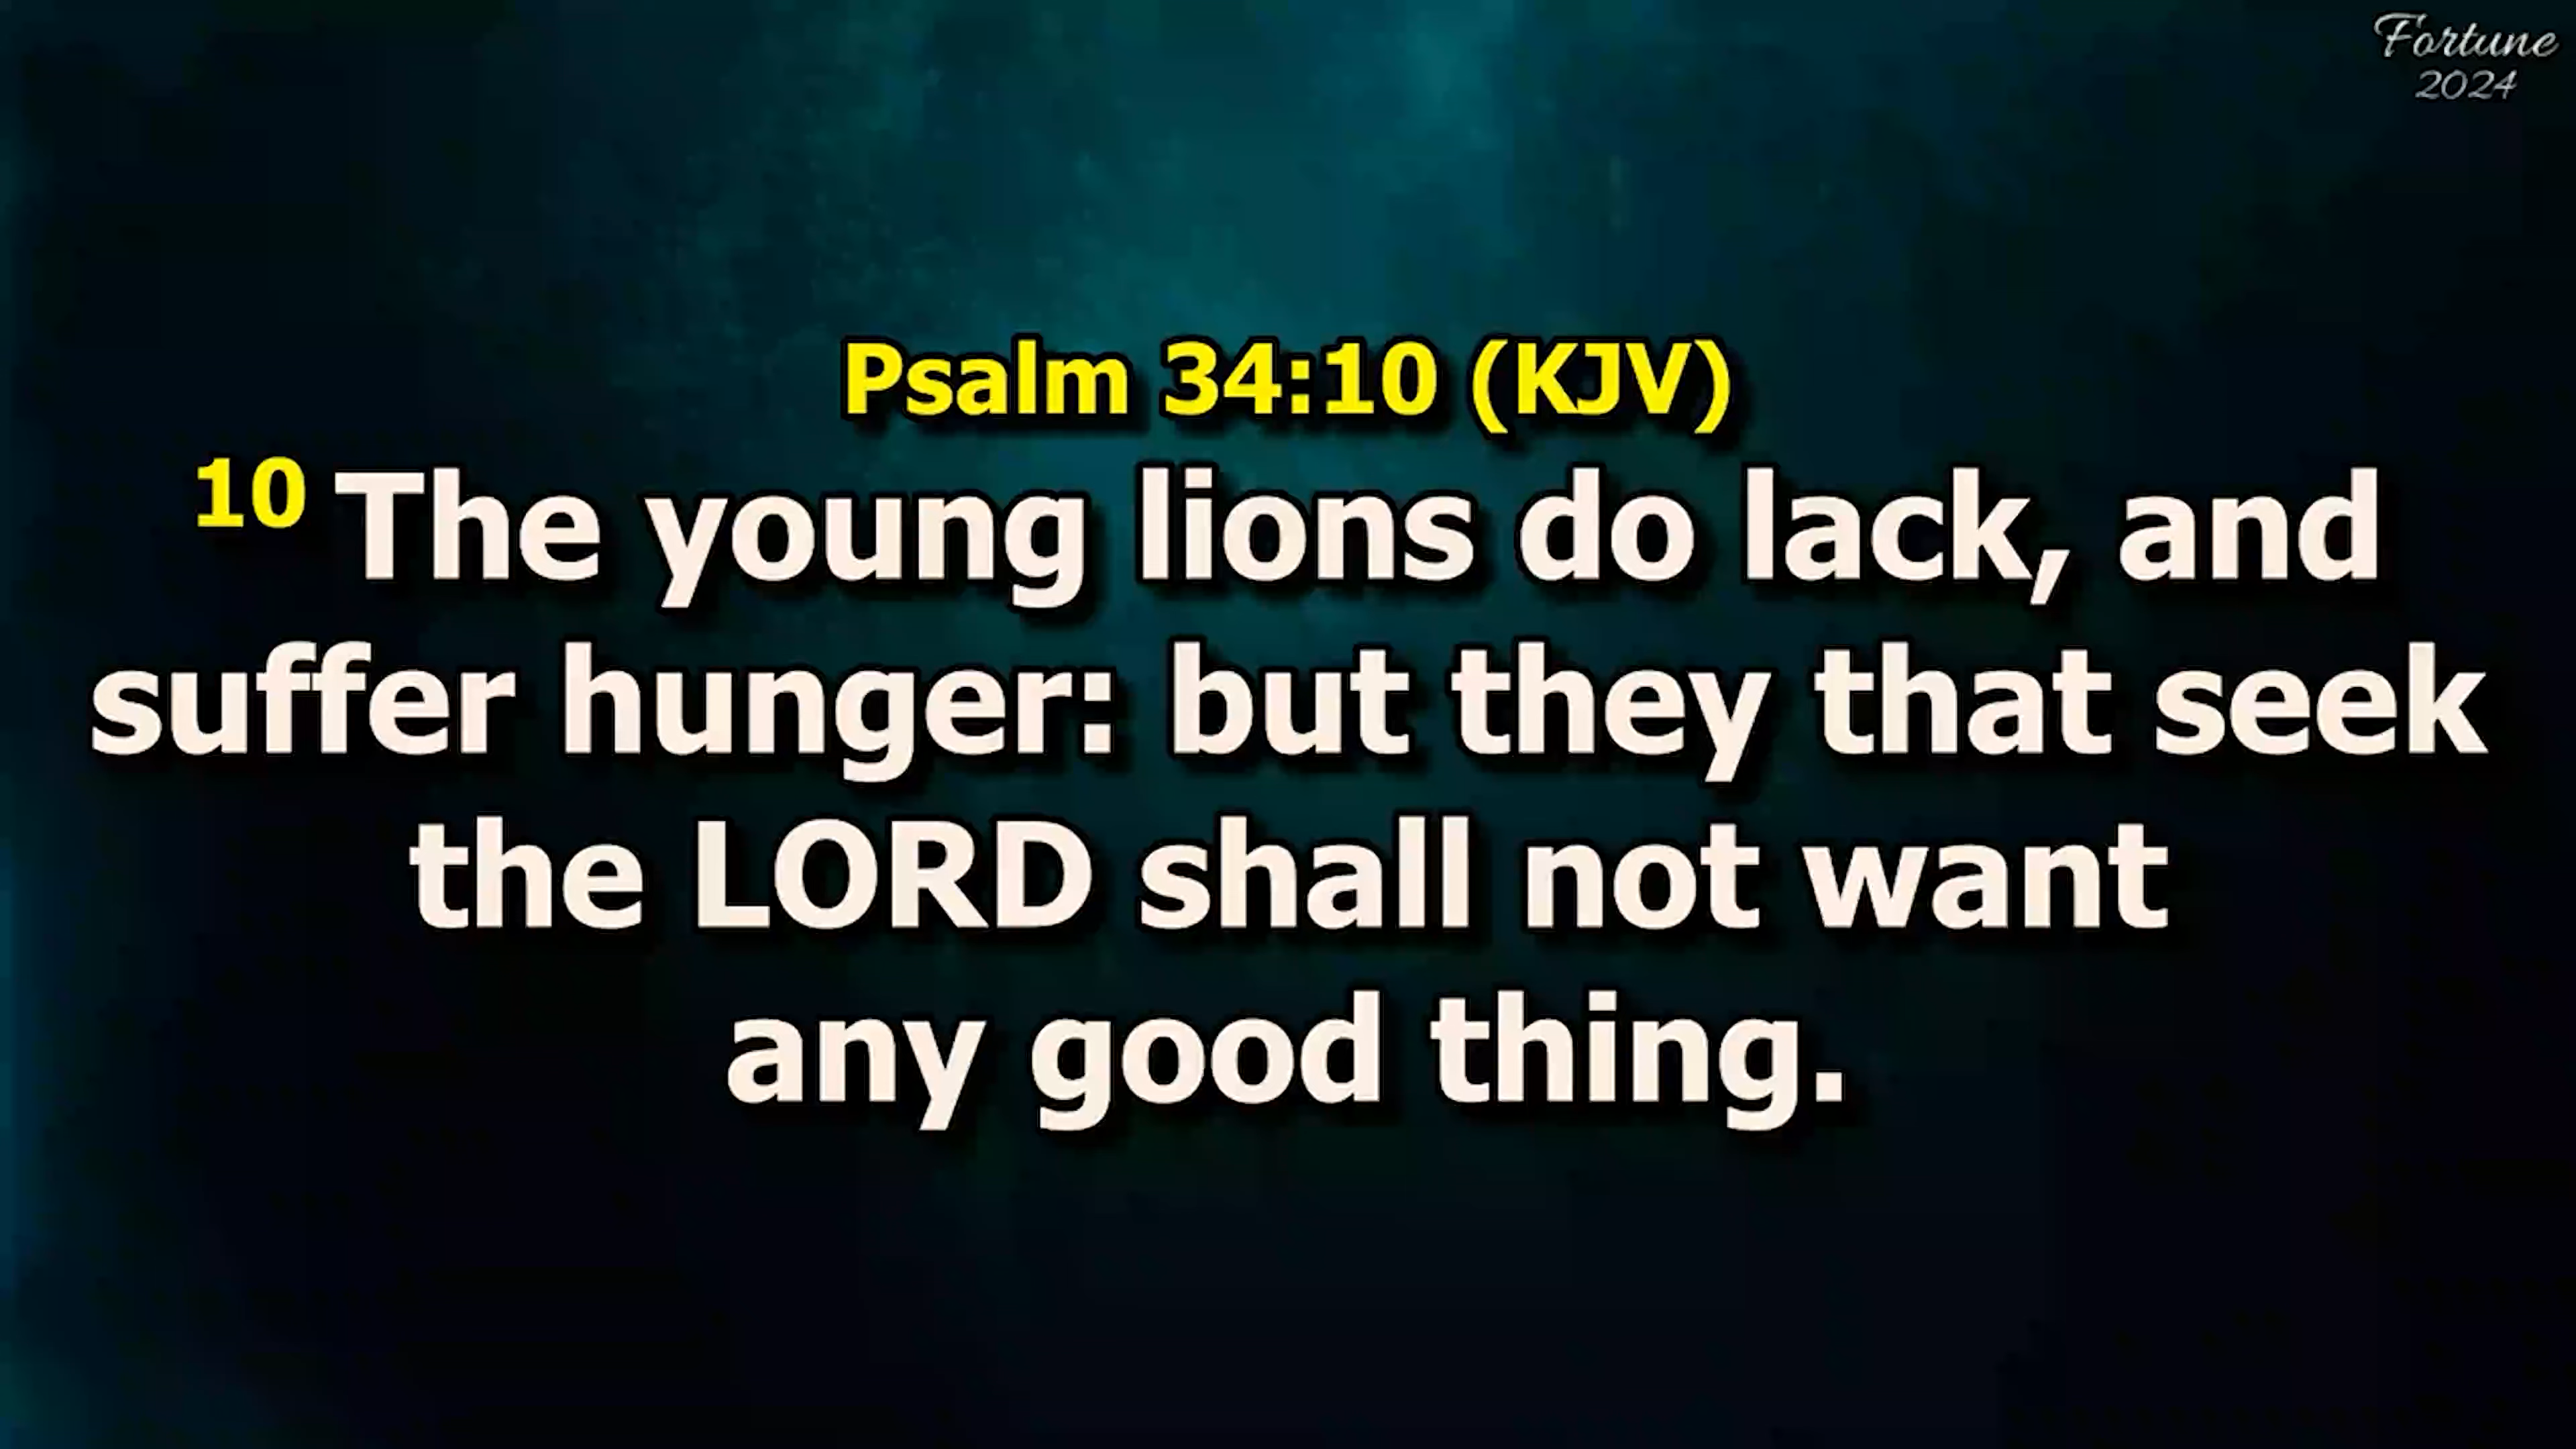 Fortune
2024
Psalm 34:10 (KJV)
10 The young lions do lack, and
suffer hunger: but they that seek
the LORD shall not want
any good thing.